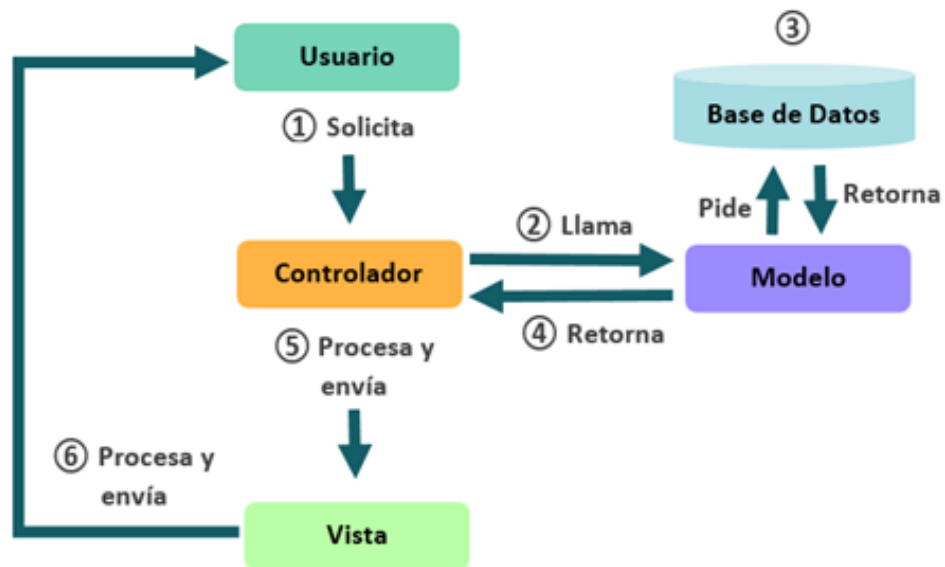 ③
Usuario
Base de Datos
① Solicita
Pide
Retorna
② Llama
Controlador
Modelo
④ Retorna
⑤ Procesa y
envía
⑥ Procesa y
envía
Vista